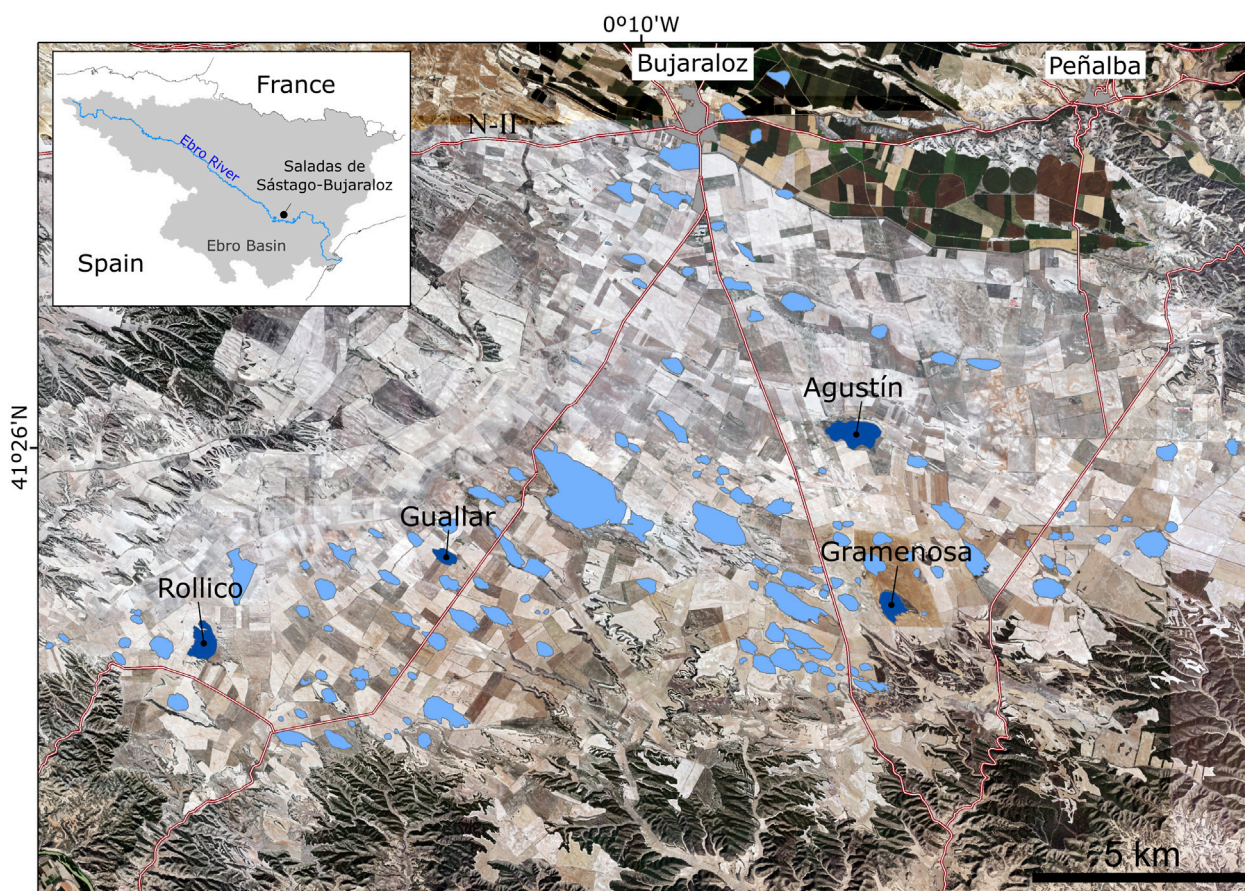 0º10'W
Bujaraloz
Peñalba
France
N-II
Ebro River
Saladas de
Sástago-Bujaraloz
Ebro Basin
Spain
41º26'N
Agustín
Guallar
Gramenosa
Rollico
5 km